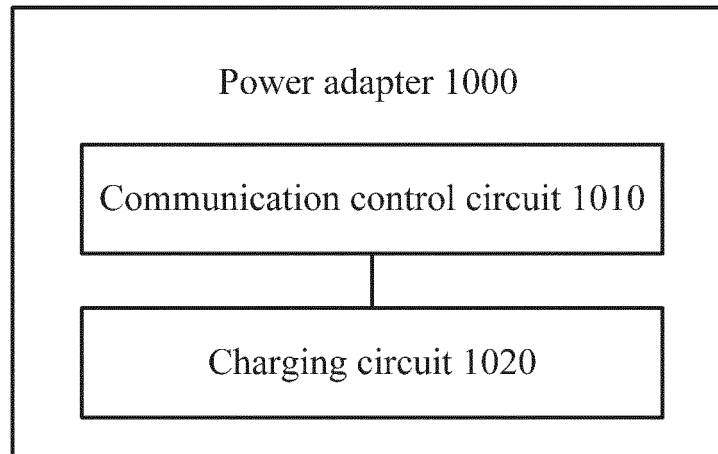 Power adapter 1000
Communication control circuit 1010
Charging circuit 1020